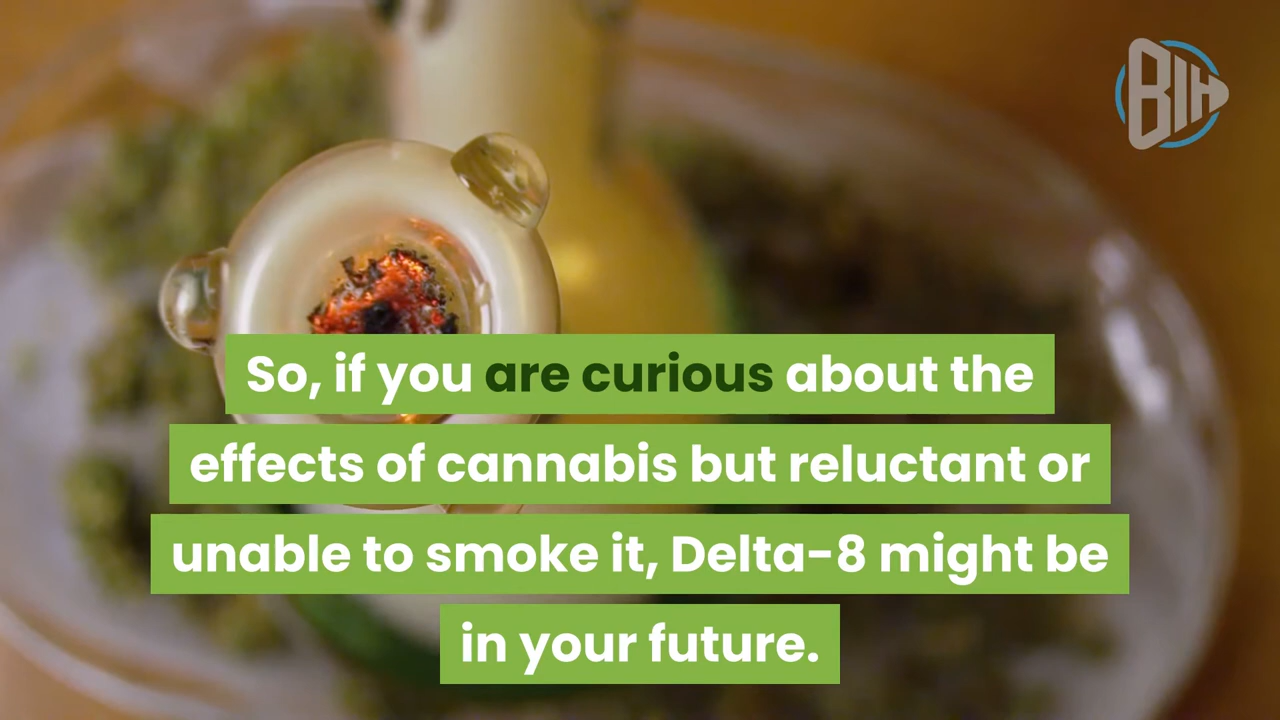 BIH
So, if you are curious about the
effects of cannabis but reluctant or
unable to smoke it, Delta-8 might be
in your future.